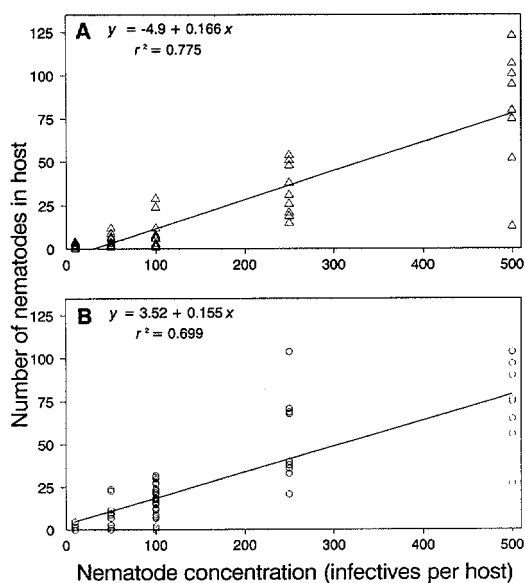 Number of nematodes in host
A y = -4.9 + 0.166 x
r² = 0.775
125
100
75
50
25
0
0 100 200 300 400 500
B y = 3.52 + 0.155 x
r² = 0.699
125
100
75
50
25
0
0 100 200 300 400 500
Nematode concentration (infectives per host)